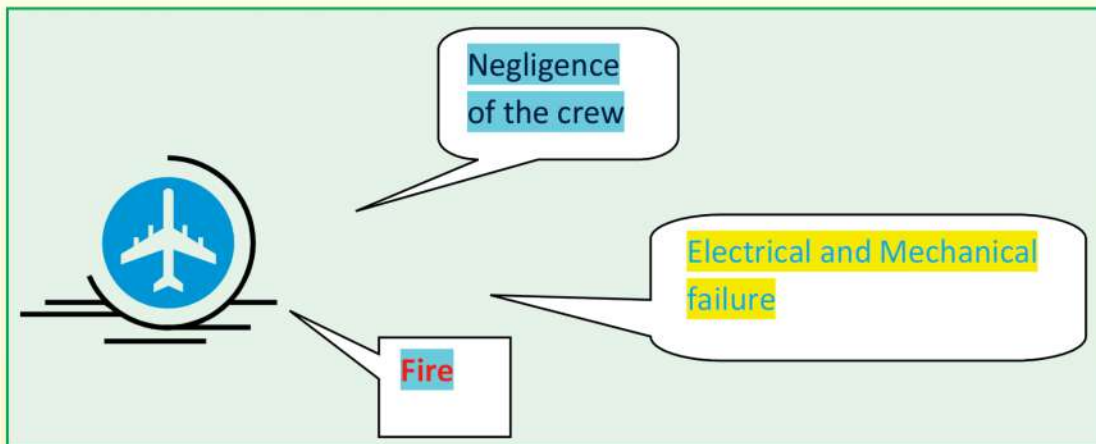 Negligence
of the crew
Electrical and Mechanical
failure
Fire